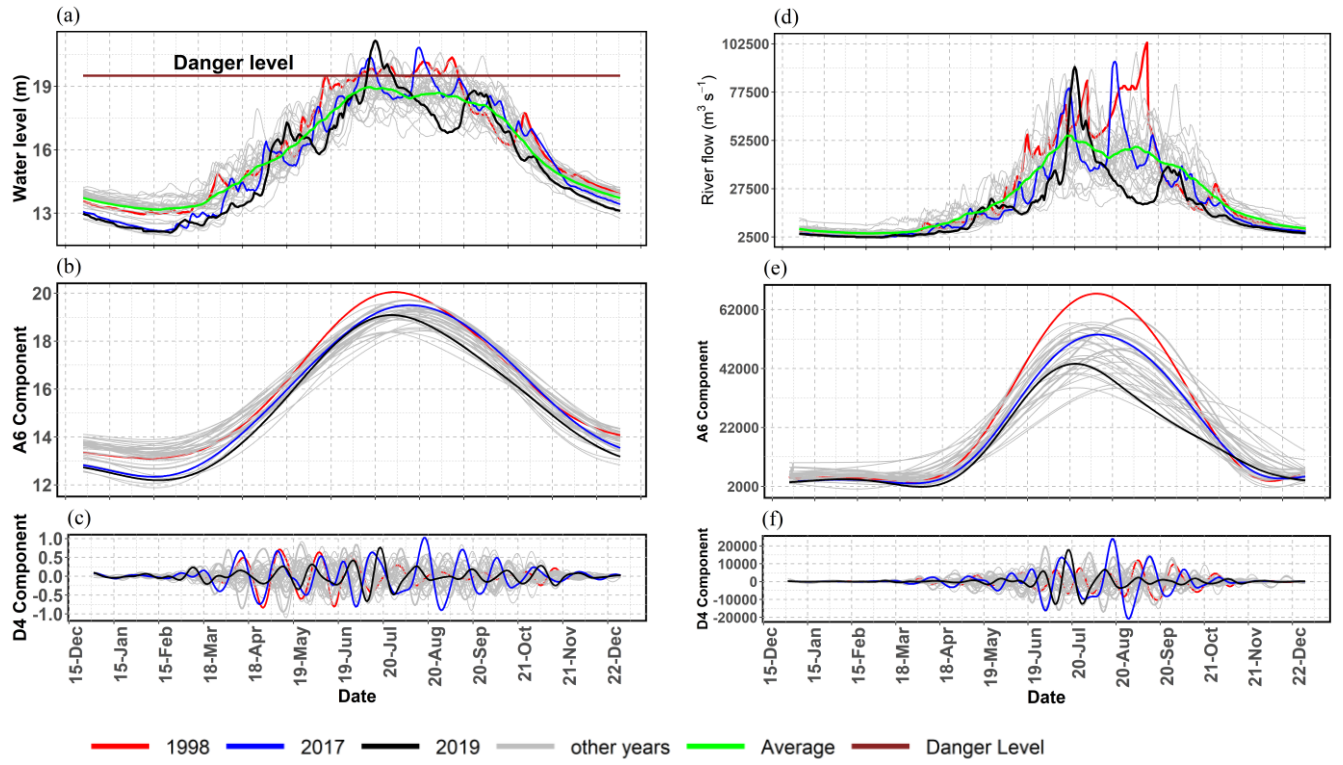 (a)
Water level (m)
19
16
13
Danger level
(b)
A6 Component
20
18
16
14
12
(c)
D4 Component
1.0
0.5
0.0
-0.5
-1.0
15-Dec
15-Jan
15-Feb
18-Mar
18-Apr
19-May
19-Jun
20-Jul
20-Aug
20-Sep
21-Oct
21-Nov
22-Dec
Date
(d)
River flow (m³ s⁻¹)
102500
77500
52500
27500
2500
(e)
A6 Component
62000
42000
22000
2000
(f)
D4 Component
20000
10000
0
-10000
-20000
15-Dec
15-Jan
15-Feb
18-Mar
18-Apr
19-May
19-Jun
20-Jul
20-Aug
20-Sep
21-Oct
21-Nov
22-Dec
Date
1998 2017 2019 other years Average Danger Level